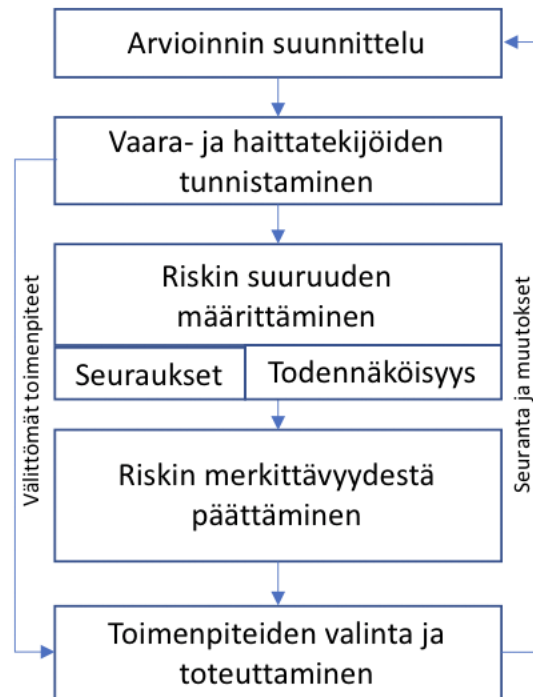 Arvioinnin suunnittelu
Vaara- ja haittatekijöiden
tunnistaminen
Riskin suuruuden
määrittäminen
Seuraukset
Todennäköisyys
Riskin merkittävyydestä
päättäminen
Toimenpiteiden valinta ja
toteuttaminen
Välittömät toimenpiteet
Seuranta ja muutokset